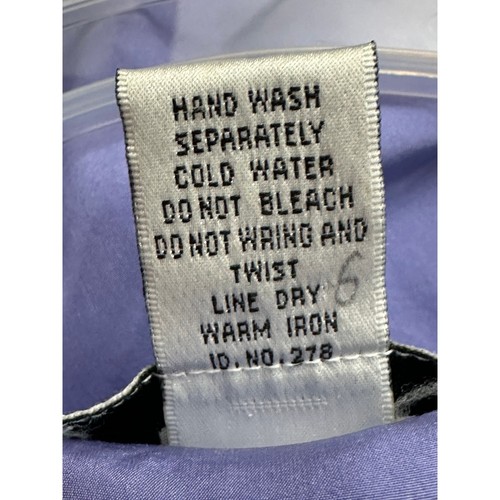 HAND WASH
SEPARATELY
COLD WATER
DO NOT BLEACH
DO NOT WRING AND
TWIST
LINE DRY 6
WARM IRON
ID.NO.278